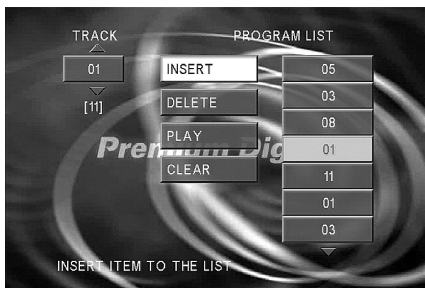 TRACK
PROGRAM LIST
01
[11]
INSERT
DELETE
PLAY
CLEAR
05
03
08
01
11
01
03
INSERT ITEM TO THE LIST